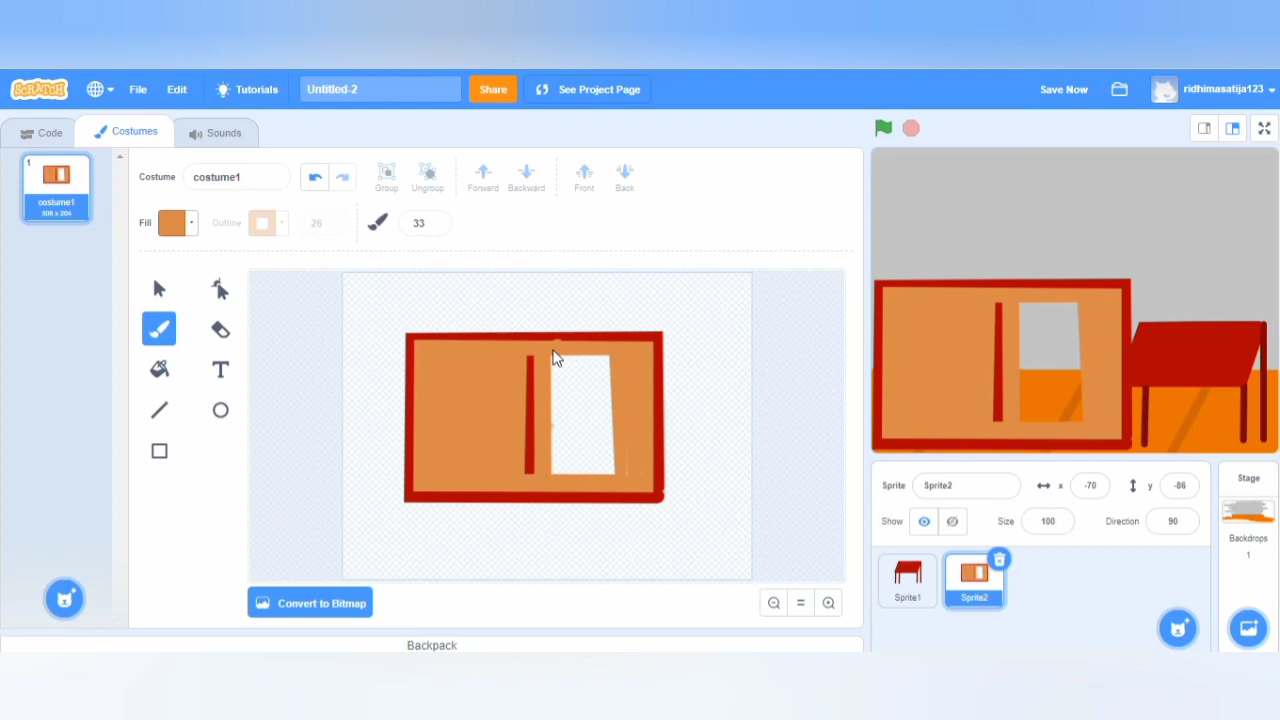 SCRATCH File Edit Tutorials Untitled-2 Share See Project Page Save Now ridhimasatija123
Code Costumes Sounds
1
costume1
308 x 204
Costume costume1 Group Ungroup Forward Backward Front Back
Fill Outline 26 33
T
Convert to Bitmap
Backpack
Sprite Sprite2 x -70 y -86
Show Size 100 Direction 90
Sprite1 Sprite2
Stage
Backdrops
1